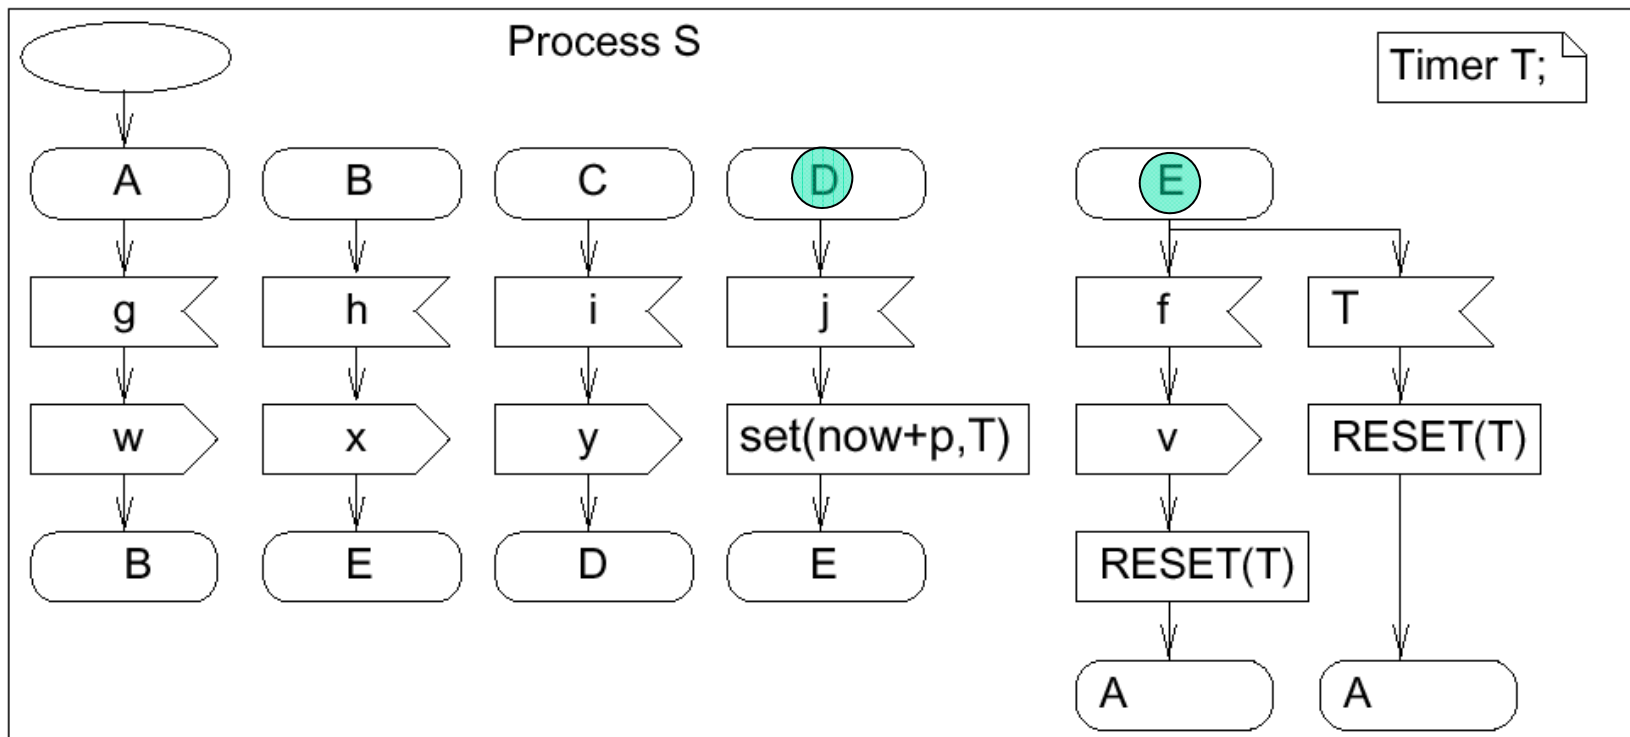 Process S
Timer T;
A B C D E
g h i j f T
w x y set(now+p,T) v RESET(T)
B E D E RESET(T)
A A